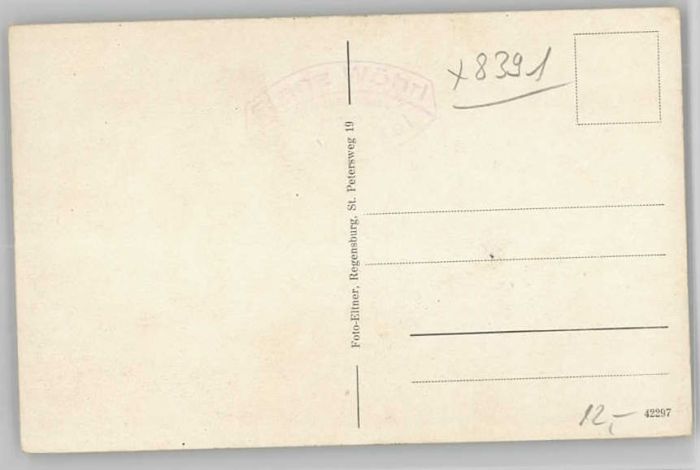 x8391
Foto-Eltner, Regensburg, St. Petersweg 19
12,-
42297